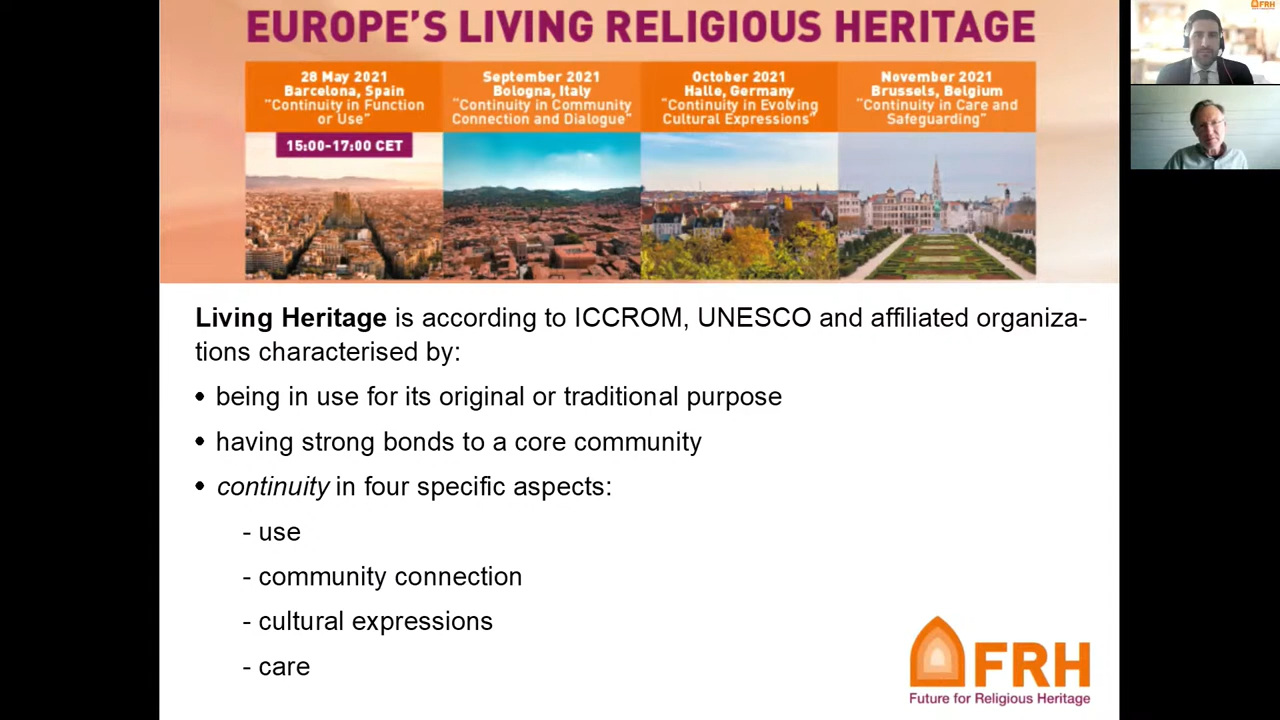 EUROPE'S LIVING RELIGIOUS HERITAGE
28 May 2021
Barcelona, Spain
"Continuity in Function
or Use"
15:00-17:00 CET
September 2021
Bologna, Italy
"Continuity in Community
Connection and Dialogue"
October 2021
Halle, Germany
"Continuity in Evolving
Cultural Expressions"
November 2021
Brussels, Belgium
"Continuity in Care and
Safeguarding"
Living Heritage is according to ICCROM, UNESCO and affiliated organiza-
tions characterised by:
• being in use for its original or traditional purpose
• having strong bonds to a core community
• continuity in four specific aspects:
- use
- community connection
- cultural expressions
- care
FRH
Future for Religious Heritage
FRH